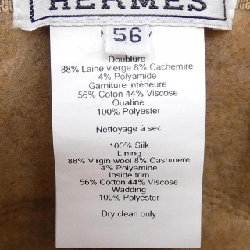 HERMES
56
Doublure
88% Laine vierge 8% Cachemire
4% Polyamide
Garniture intérieure
56% Coton 44% Viscose
Oualine
100% Polyester
Nettoyage à sec
100% Silk
Lining
88% Virgin wool 8% Cashmere
4% Polyamide
Inside trim
56% Cotton 44% Viscose
Wadding
100% Polyester
Dry clean only